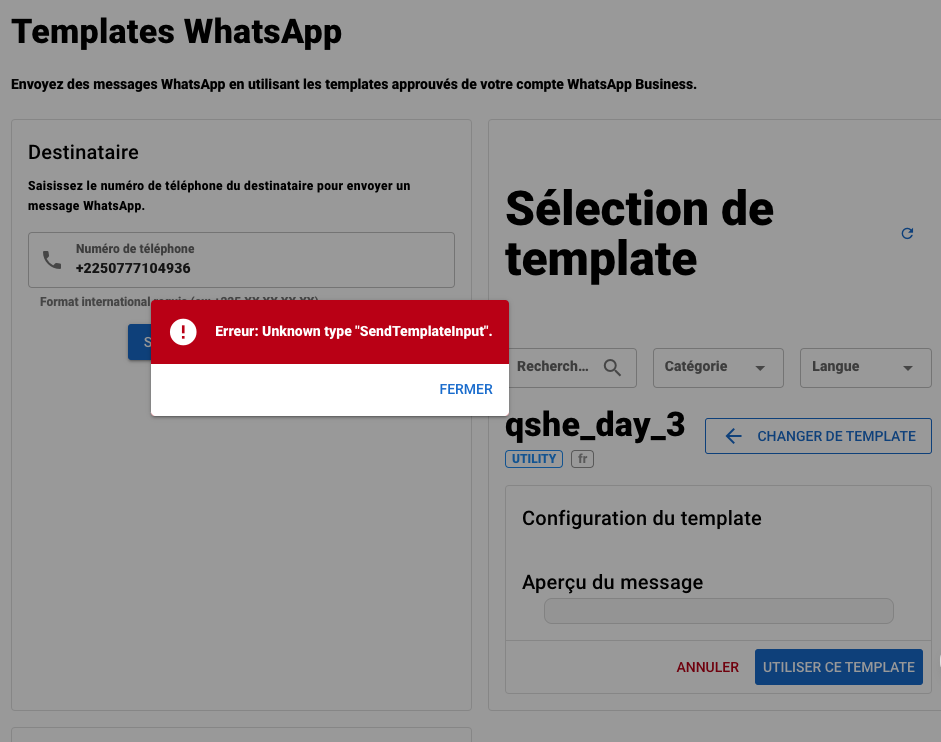 Templates WhatsApp
Envoyez des messages WhatsApp en utilisant les templates approuvés de votre compte WhatsApp Business.
Destinataire
Saisissez le numéro de téléphone du destinataire pour envoyer un
message WhatsApp.
Numéro de téléphone
+2250777104936
Format international
S
Erreur: Unknown type "SendTemplateInput".
FERMER
Sélection de
template
Recherch...
Catégorie
Langue
qshe_day_3
CHANGER DE TEMPLATE
UTILITY
fr
Configuration du template
Aperçu du message
ANNULER
UTILISER CE TEMPLATE